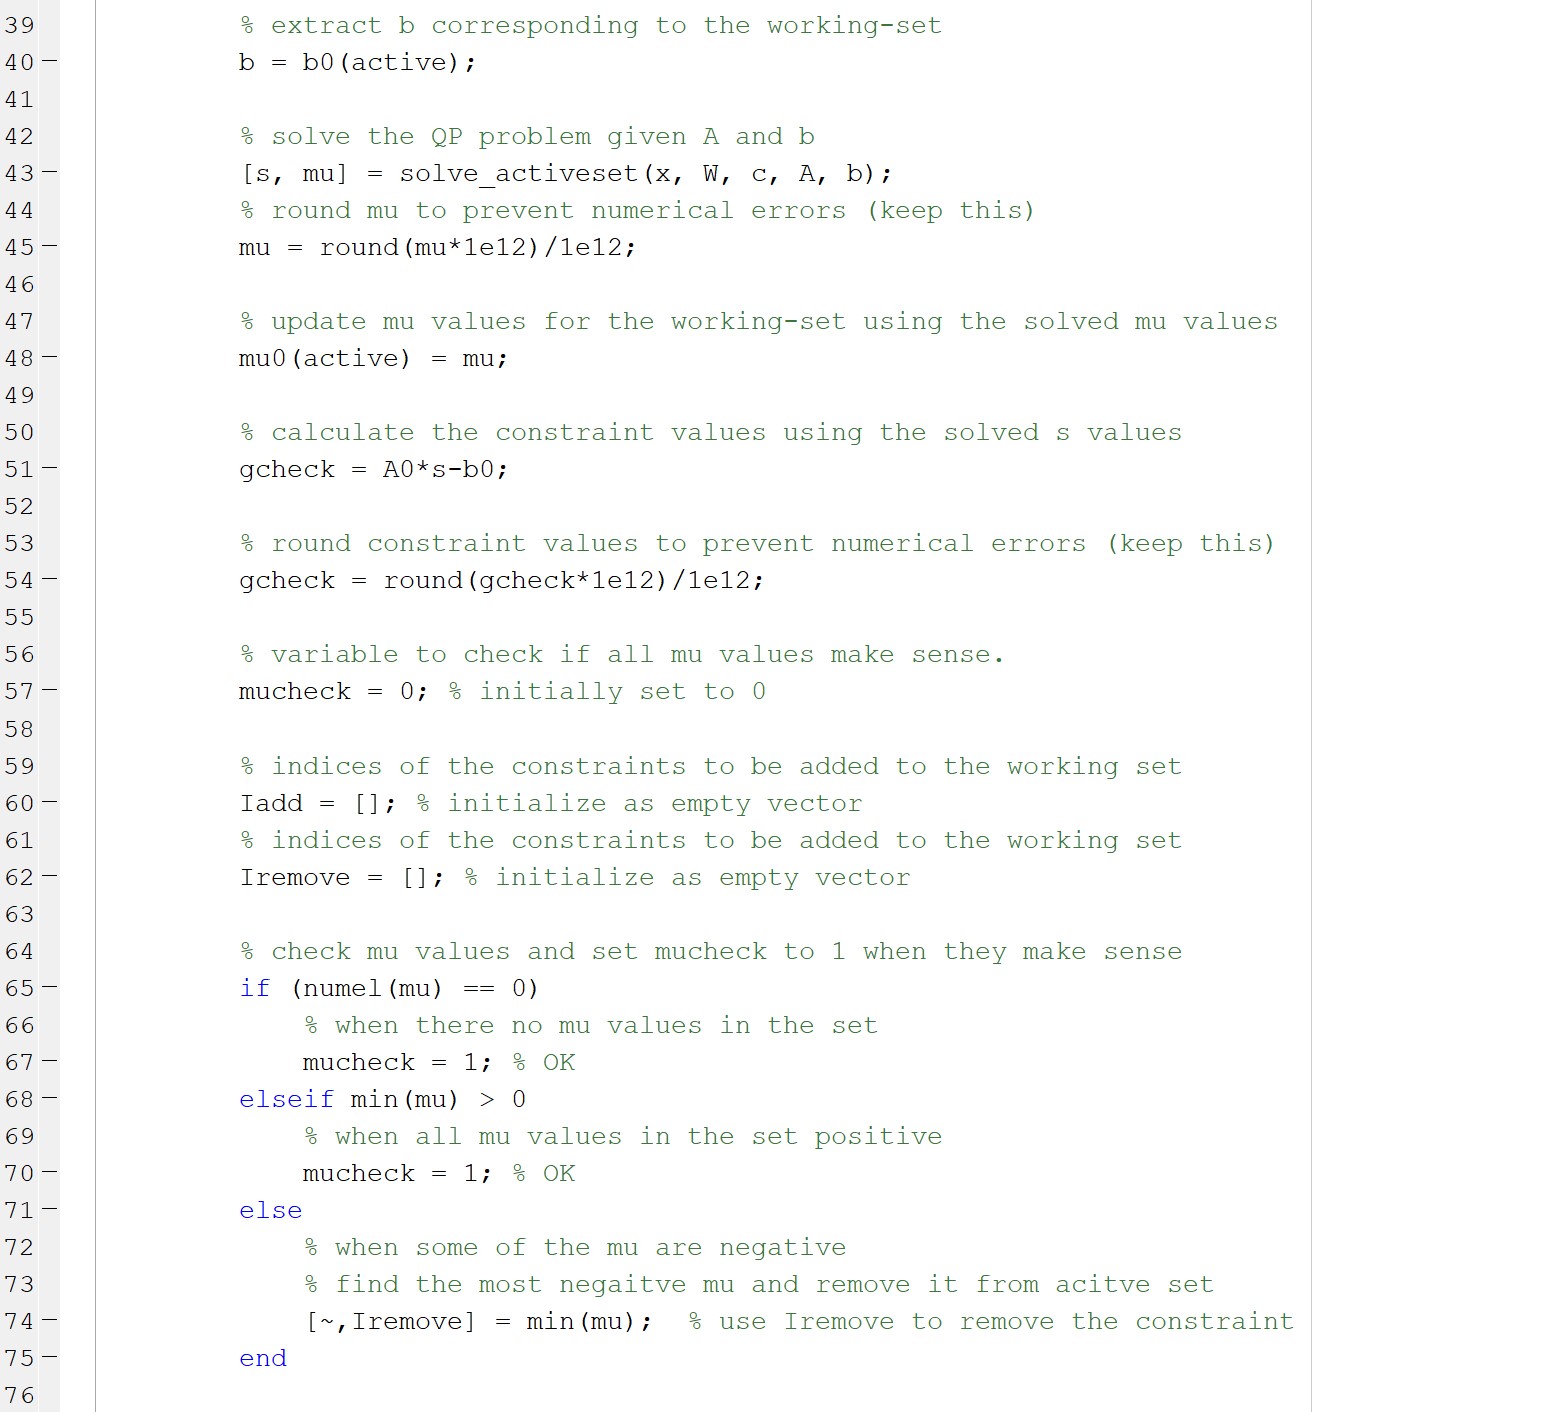 39 % extract b corresponding to the working-set
40 – b = b0(active);
41
42 % solve the QP problem given A and b
43 – [s, mu] = solve_activeset(x, W, c, A, b);
44 % round mu to prevent numerical errors (keep this)
45 – mu = round(mu*1e12)/1e12;
46
47 % update mu values for the working-set using the solved mu values
48 – mu0(active) = mu;
49
50 % calculate the constraint values using the solved s values
51 – gcheck = A0*s-b0;
52
53 % round constraint values to prevent numerical errors (keep this)
54 – gcheck = round(gcheck*1e12)/1e12;
55
56 % variable to check if all mu values make sense.
57 – mucheck = 0; % initially set to 0
58
59 % indices of the constraints to be added to the working set
60 – Iadd = []; % initialize as empty vector
61 % indices of the constraints to be added to the working set
62 – Iremove = []; % initialize as empty vector
63
64 % check mu values and set mucheck to 1 when they make sense
65 – if (numel(mu) == 0)
66 % when there no mu values in the set
67 – mucheck = 1; % OK
68 – elseif min(mu) > 0
69 % when all mu values in the set positive
70 – mucheck = 1; % OK
71 – else
72 % when some of the mu are negative
73 % find the most negaitve mu and remove it from acitve set
74 – [~,Iremove] = min(mu); % use Iremove to remove the constraint
75 – end
76